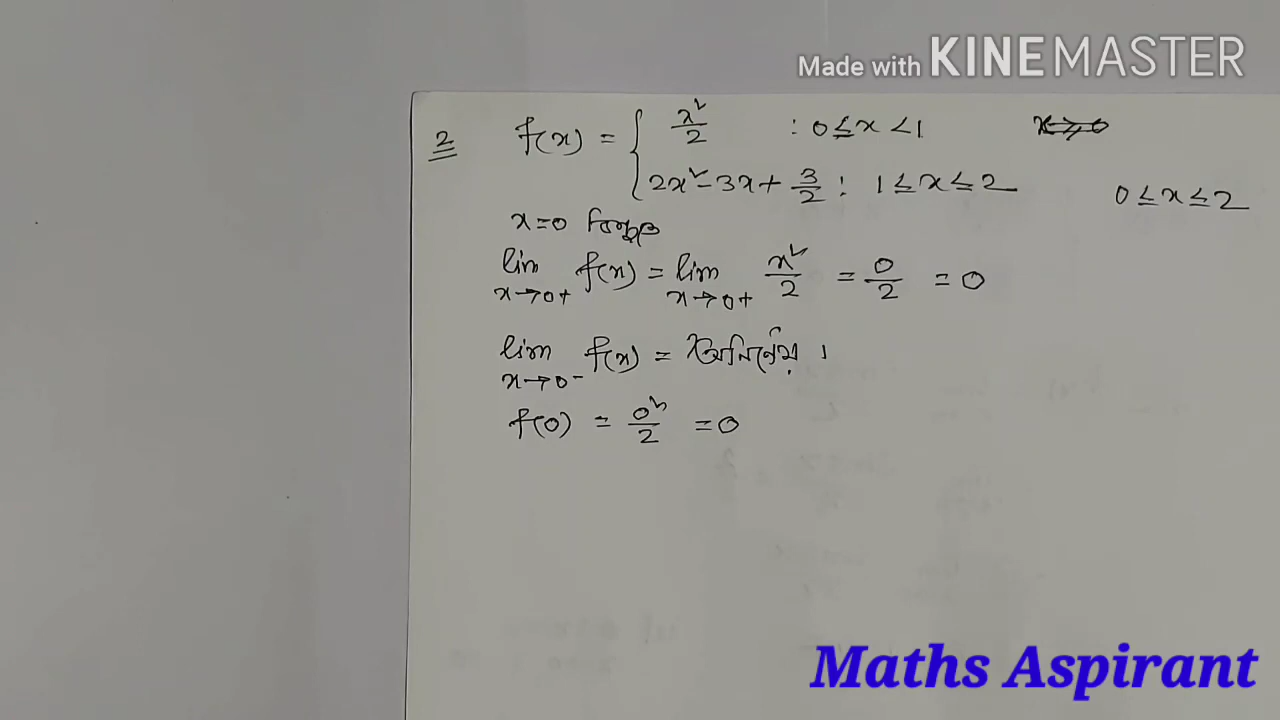 Made with KINEMASTER
2 f(x) = { x²/2 : 0 ≤ x < 1
2x² - 3x + 3/2 : 1 ≤ x ≤ 2
0 ≤ x ≤ 2
x = 0 বিন্দুতে
lim x→0+ f(x) = lim x→0+ x²/2 = 0/2 = 0
lim x→0- f(x) = অনির্ণেয় ।
f(0) = 0²/2 = 0
Maths Aspirant